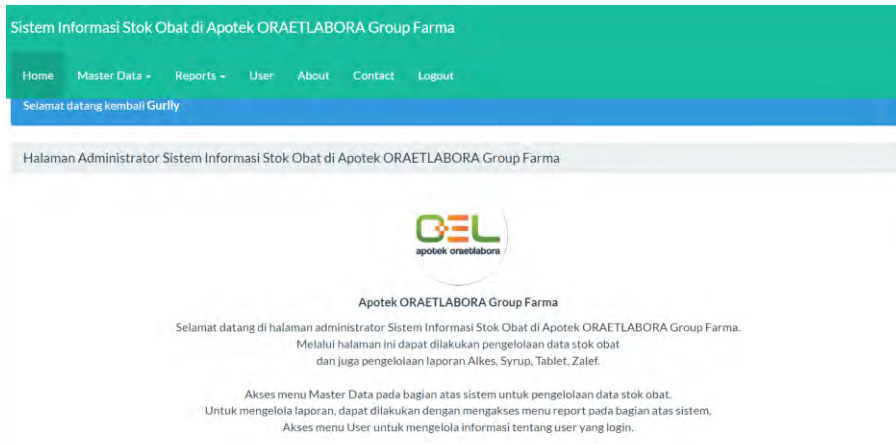 Sistem Informasi Stok Obat di Apotek ORAETLABORA Group Farma
Home Master Data Reports User About Contact Logout
Selamat datang kembali Gurlly
Halaman Administrator Sistem Informasi Stok Obat di Apotek ORAETLABORA Group Farma
OEL
apotek oraetlabora
Apotek ORAETLABORA Group Farma
Selamat datang di halaman administrator Sistem Informasi Stok Obat di Apotek ORAETLABORA Group Farma.
Melalui halaman ini dapat dilakukan pengelolaan data stok obat
dan juga pengelolaan laporan Alkes, Syrup, Tablet, Zalef.
Akses menu Master Data pada bagian atas sistem untuk pengelolaan data stok obat.
Untuk mengelola laporan, dapat dilakukan dengan mengakses menu report pada bagian atas sistem.
Akses menu User untuk mengelola informasi tentang user yang login.